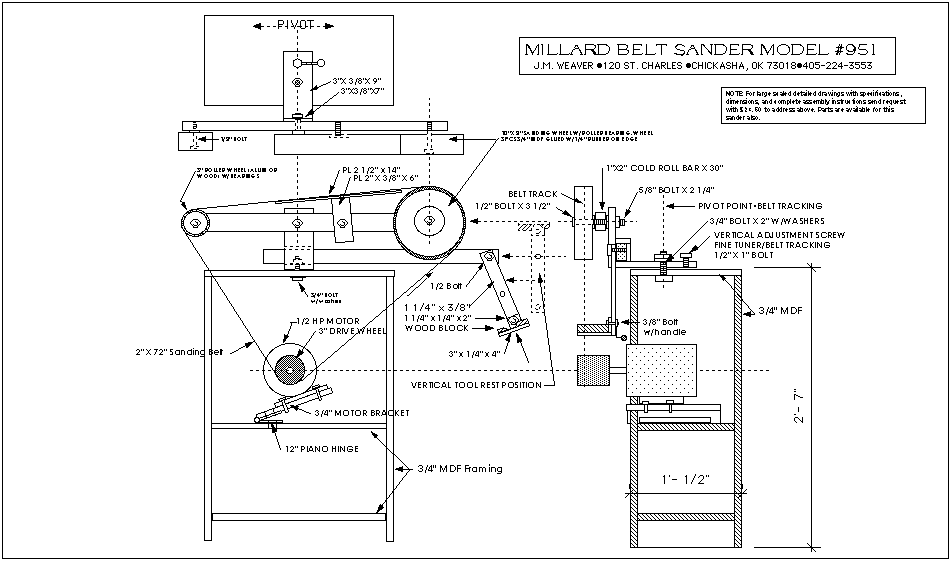 PIVOT
MILLARD BELT SANDER MODEL #951
J.M. WEAVER ●120 ST. CHARLES ●CHICKASHA, OK 73018●405-224-3553
NOTE: For large scaled detailed drawings with specifications,
dimensions, and complete assembly instructions send request
with to address above. Parts are available for this
sander also.
3"X 3/8"X 9"
3"X3/8"X7"
1/2" BOLT
10"X 2" SANDING WHEEL W/ROLLER BEARING. WHEEL
3 PCS 3/4" MDF GLUED W/1/4" RUBBER ON EDGE
3" ROLLER WHEEL (ALUM OR
WOOD) W/BEARINGS
PL 2 1/2" x 14"
PL 2" X 3/8" X 6"
1"X2" COLD ROLL BAR X 30"
BELT TRACK
1/2" BOLT X 3 1/2"
5/8" BOLT X 2 1/4"
PIVOT POINT-BELT TRACKING
3/4" BOLT X 2" W/WASHERS
VERTICAL ADJUSTMENT SCREW
FINE TUNER/BELT TRACKING
1/2" X 1" BOLT
3/4" BOLT
w/washer
1/2 Bolt
1 1/4" x 3/8"
1 1/4" x 1/4" x 2"
WOOD BLOCK
3" x 1/4" x 4"
1/2 HP MOTOR
3" DRIVE WHEEL
2" X 72" Sanding Belt
3/8" Bolt
w/handle
3/4" MDF
VERTICAL TOOL REST POSITION
3/4" MOTOR BRACKET
12" PIANO HINGE
3/4" MDF Framing
1'- 1/2"
2'- 7"